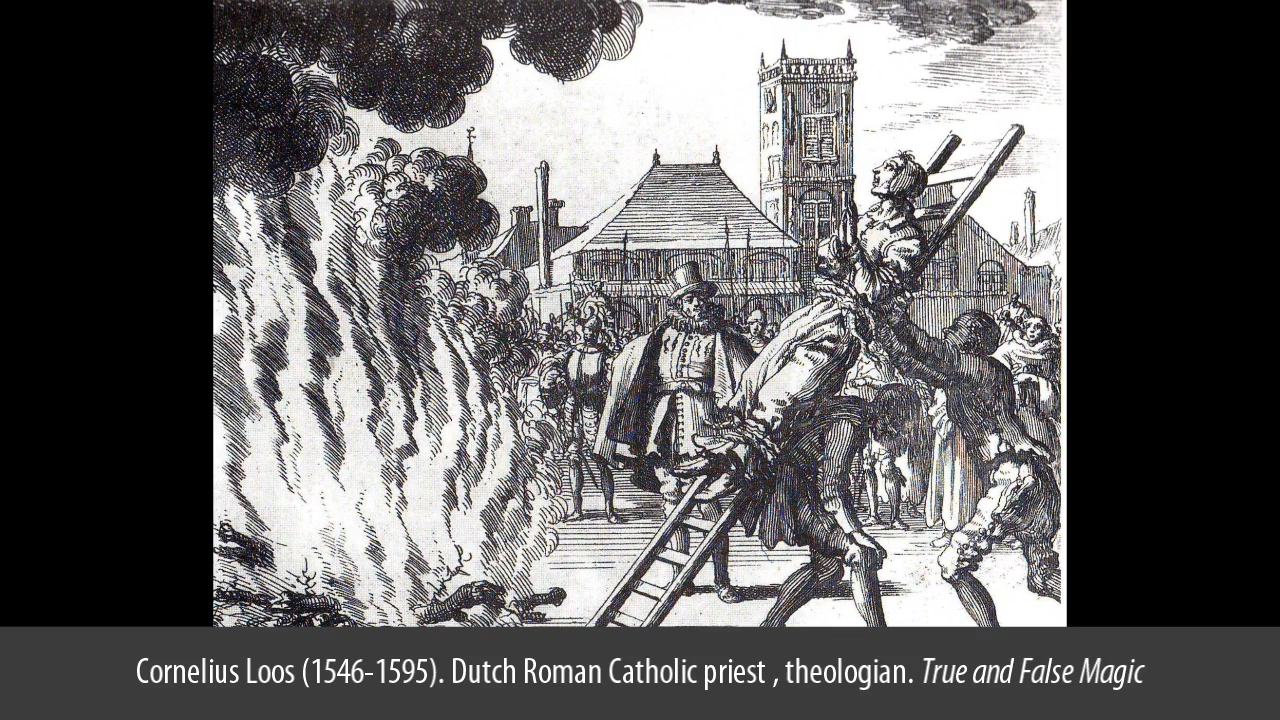 Cornelius Loos (1546-1595). Dutch Roman Catholic priest , theologian. True and False Magic